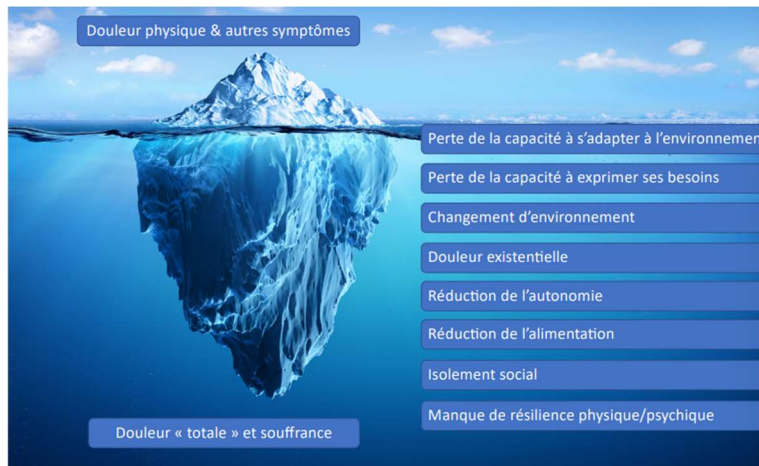 Douleur physique & autres symptômes
Perte de la capacité à s’adapter à l’environnemen
Perte de la capacité à exprimer ses besoins
Changement d’environnement
Douleur existentielle
Réduction de l’autonomie
Réduction de l’alimentation
Isolement social
Manque de résilience physique/psychique
Douleur « totale » et souffrance